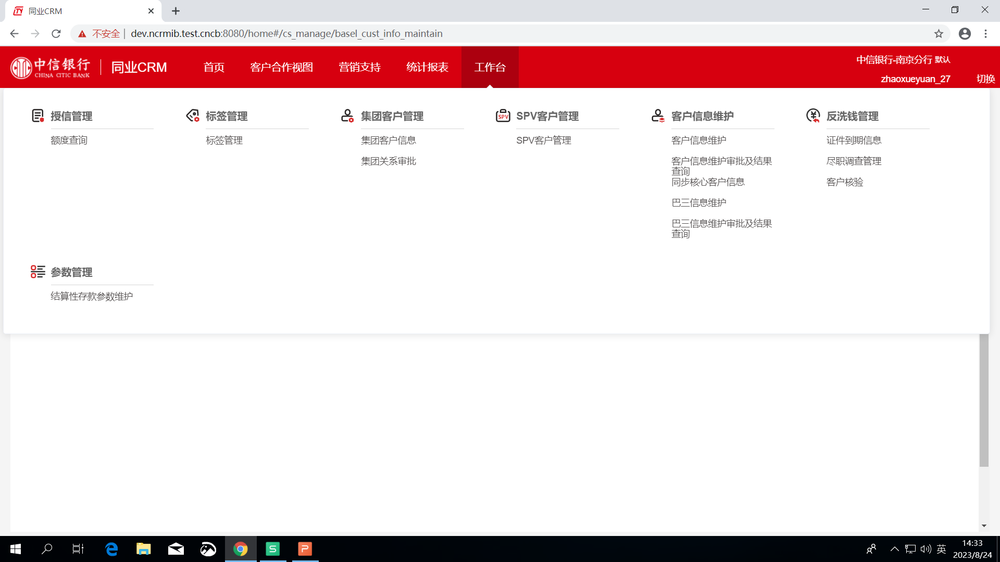 同业CRM
不安全 | dev.ncrmib.test.cncb:8080/home#/cs_manage/basel_cust_info_maintain
中信银行
CHINA CITIC BANK
同业CRM
首页
客户合作视图
营销支持
统计报表
工作台
中信银行-南京分行 默认
zhaoxueyuan_27
切换
授信管理
额度查询
标签管理
标签管理
集团客户管理
集团客户信息
集团关系审批
SPV
SPV客户管理
SPV客户管理
客户信息维护
客户信息维护
客户信息维护审批及结果
查询
同步核心客户信息
巴三信息维护
巴三信息维护审批及结果
查询
反洗钱管理
证件到期信息
尽职调查管理
客户核验
参数管理
结算性存款参数维护
S
P
英
14:33
2023/8/24